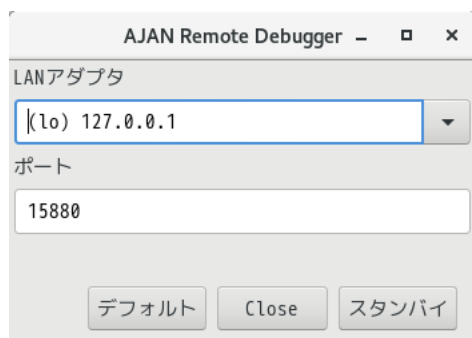 AJAN Remote Debugger
LANアダプタ
(lo) 127.0.0.1
ポート
15880
デフォルト Close スタンバイ